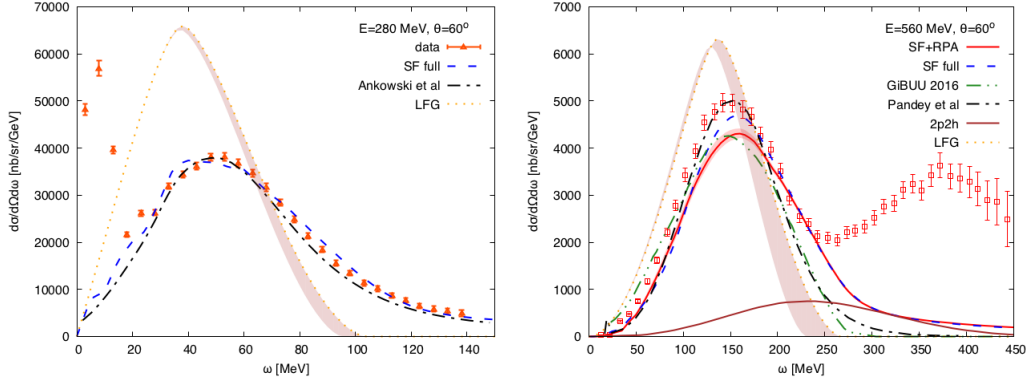 E=280 MeV, θ=60°
data
SF full
Ankowski et al
LFG
dσ/dΩdω [nb/sr/GeV]
70000
60000
50000
40000
30000
20000
10000
0
0 20 40 60 80 100 120 140
ω [MeV]
E=560 MeV, θ=60°
SF+RPA
SF full
GiBUU 2016
Pandey et al
2p2h
LFG
dσ/dΩdω [nb/sr/GeV]
7000
6000
5000
4000
3000
2000
1000
0
0 50 100 150 200 250 300 350 400 450
ω [MeV]